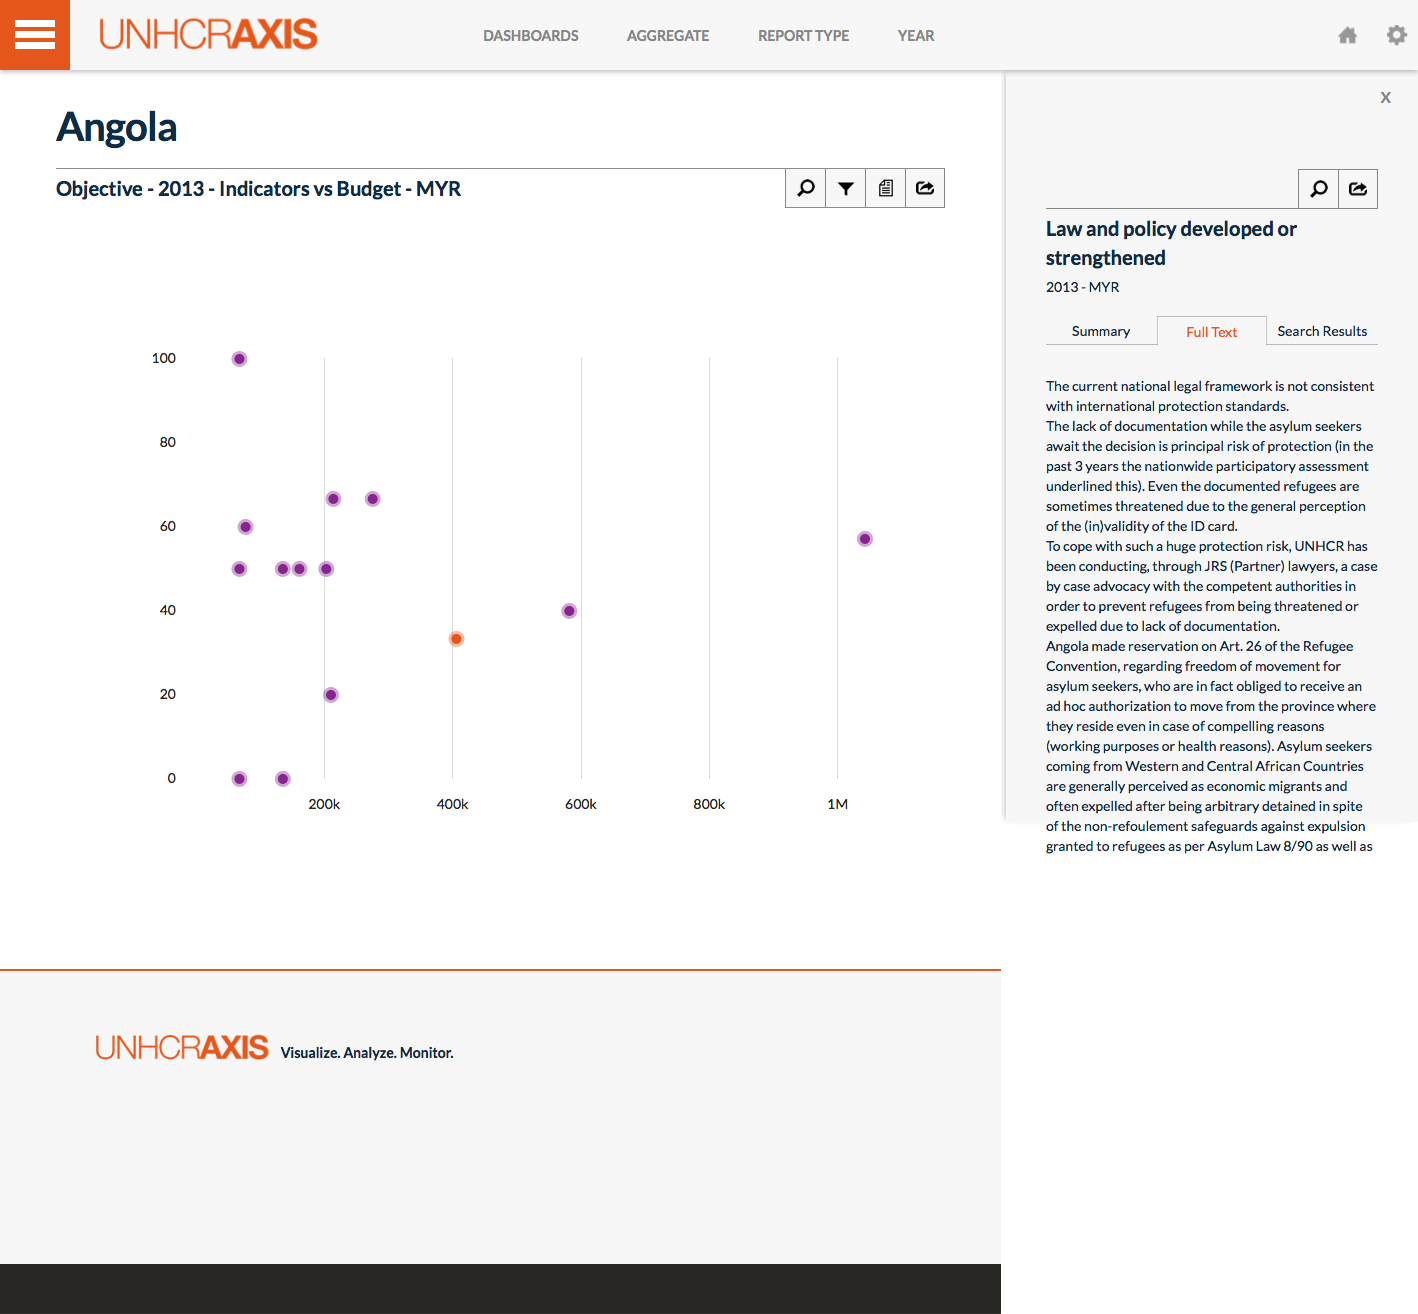 UNHCRAXIS
DASHBOARDS AGGREGATE REPORT TYPE YEAR
X
Angola
Objective - 2013 - Indicators vs Budget - MYR
100
80
60
40
20
0
200k 400k 600k 800k 1M
Law and policy developed or
strengthened
2013 - MYR
Summary Full Text Search Results
The current national legal framework is not consistent
with international protection standards.
The lack of documentation while the asylum seekers
await the decision is principal risk of protection (in the
past 3 years the nationwide participatory assessment
underlined this). Even the documented refugees are
sometimes threatened due to the general perception
of the (in)validity of the ID card.
To cope with such a huge protection risk, UNHCR has
been conducting, through JRS (Partner) lawyers, a case
by case advocacy with the competent authorities in
order to prevent refugees from being threatened or
expelled due to lack of documentation.
Angola made reservation on Art. 26 of the Refugee
Convention, regarding freedom of movement for
asylum seekers, who are in fact obliged to receive an
ad hoc authorization to move from the province where
they reside even in case of compelling reasons
(working purposes or health reasons). Asylum seekers
coming from Western and Central African Countries
are generally perceived as economic migrants and
often expelled after being arbitrary detained in spite
of the non-refoulement safeguards against expulsion
granted to refugees as per Asylum Law 8/90 as well as
UNHCRAXIS Visualize. Analyze. Monitor.